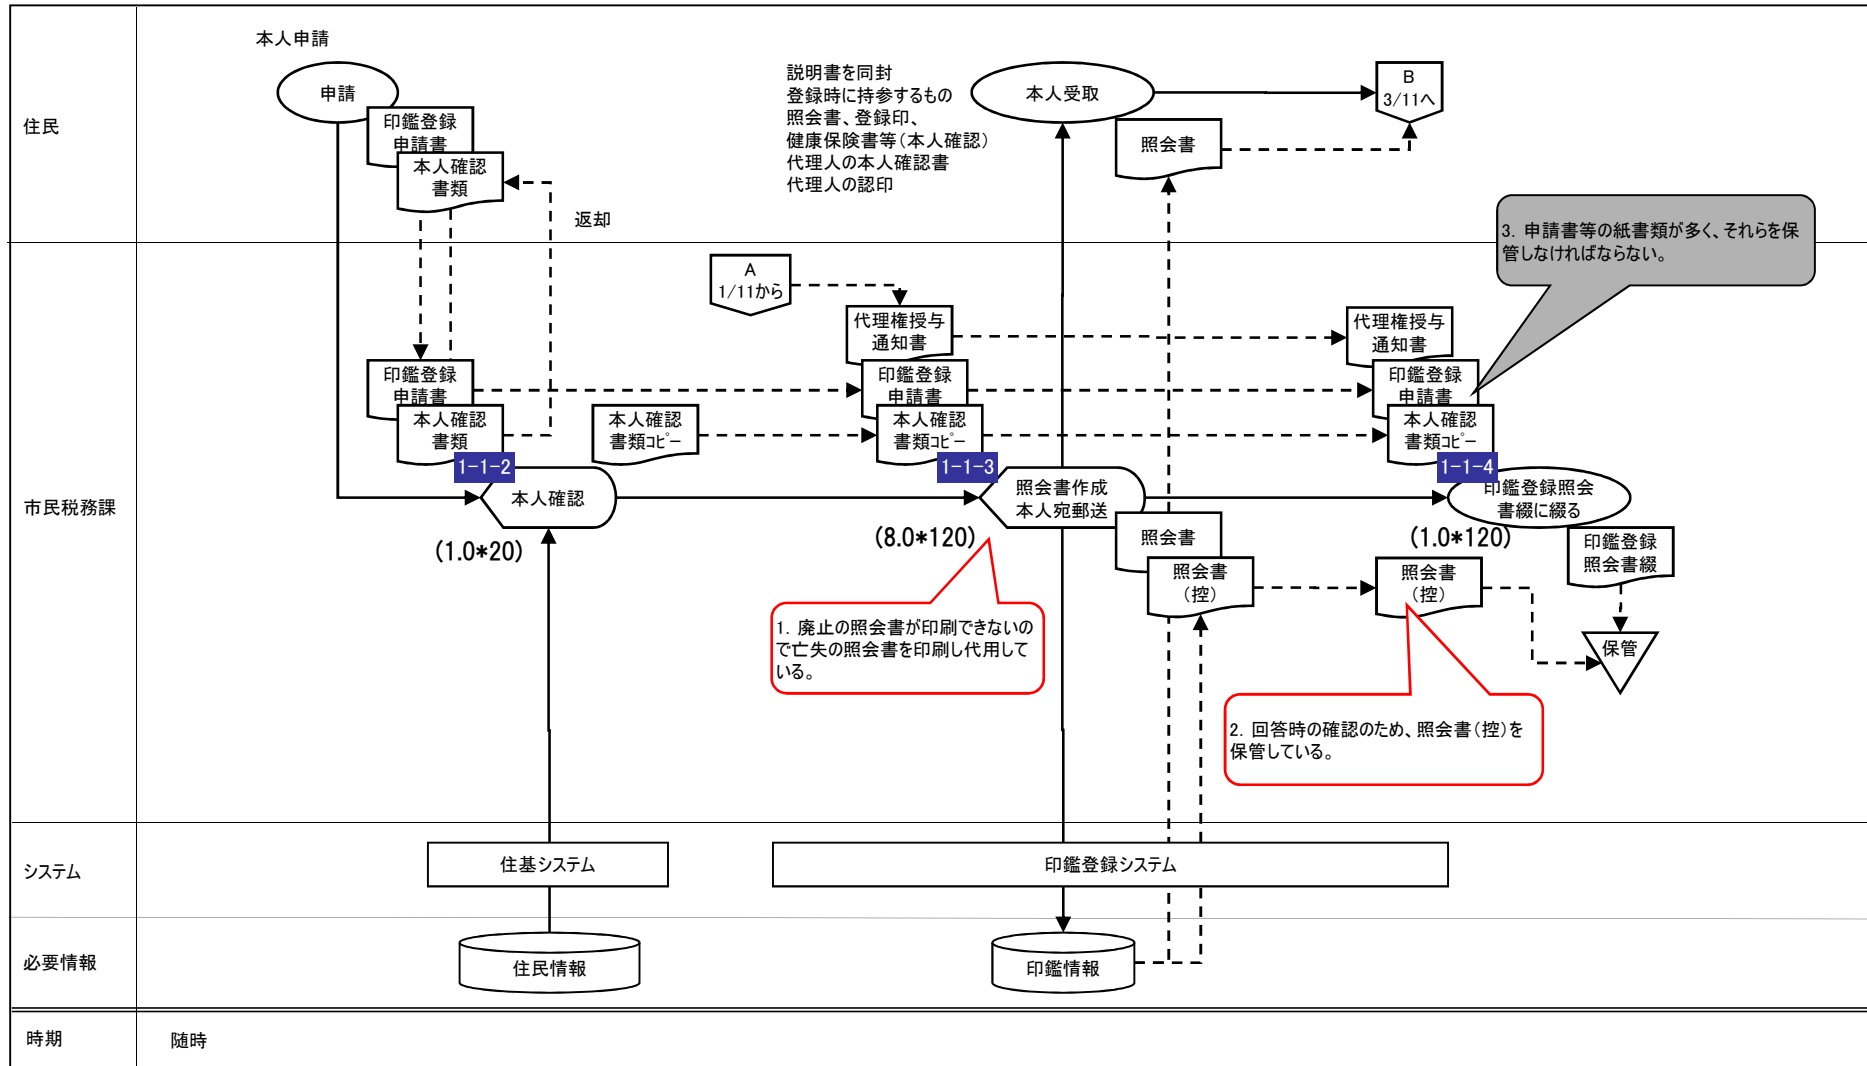 本人申請
住民
申請
印鑑登録
申請書
本人確認
書類
返却
説明書を同封
登録時に持参するもの
照会書、登録印、
健康保険書等（本人確認）
代理人の本人確認書
代理人の認印
本人受取
照会書
B
3/11へ
3．申請書等の紙書類が多く、それらを保
管しなければならない。
市民税務課
A
1/11から
代理権授与
通知書
代理権授与
通知書
印鑑登録
申請書
印鑑登録
申請書
印鑑登録
申請書
本人確認
書類
本人確認
書類ｺﾋﾟｰ
本人確認
書類ｺﾋﾟｰ
本人確認
書類ｺﾋﾟｰ
1-1-2
1-1-3
1-1-4
本人確認
照会書作成
本人宛郵送
印鑑登録照会
書綴に綴る
(1.0*20)
(8.0*120)
(1.0*120)
照会書
照会書
（控）
照会書
（控）
印鑑登録
照会書綴
保管
1．廃止の照会書が印刷できないの
で亡失の照会書を印刷し代用して
いる。
2．回答時の確認のため、照会書（控）を
保管している。
システム
住基システム
印鑑登録システム
必要情報
住民情報
印鑑情報
時期
随時